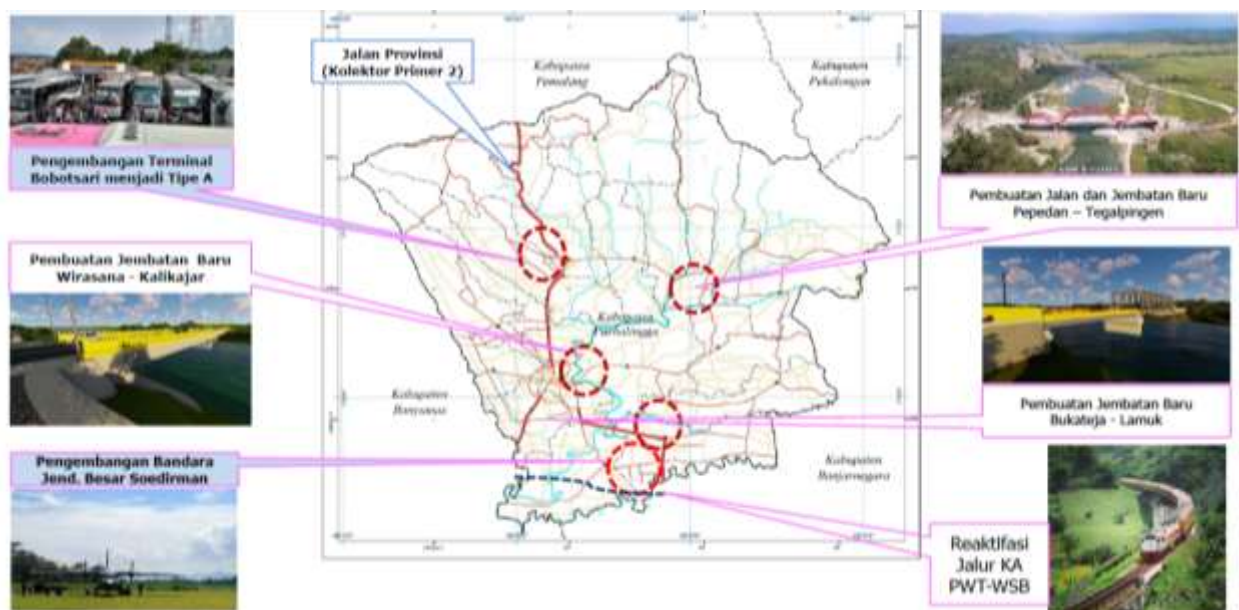 Jalan Provinsi
(Kolektor Primer 2)
Kabupaten
Pemalang
Kabupaten
Pekalongan
Pengembangan Terminal
Bobotsari menjadi Tipe A
Pembuatan Jalan dan Jembatan Baru
Pepedan – Tegalpingen
Pembuatan Jembatan Baru
Wirasana - Kalikajar
Kabupaten
Purbalingga
Kabupaten
Banyumas
Pembuatan Jembatan Baru
Bukateja - Lamuk
Pengembangan Bandara
Jend. Besar Soedirman
Kabupaten
Banjarnegara
Reaktifasi
Jalur KA
PWT-WSB